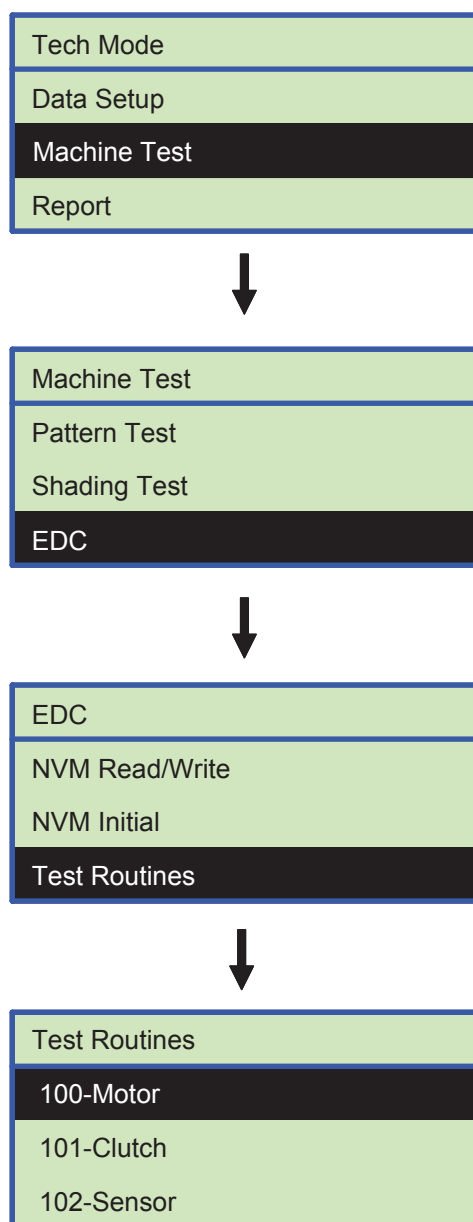 Tech Mode
Data Setup
Machine Test
Report
Machine Test
Pattern Test
Shading Test
EDC
EDC
NVM Read/Write
NVM Initial
Test Routines
Test Routines
100-Motor
101-Clutch
102-Sensor